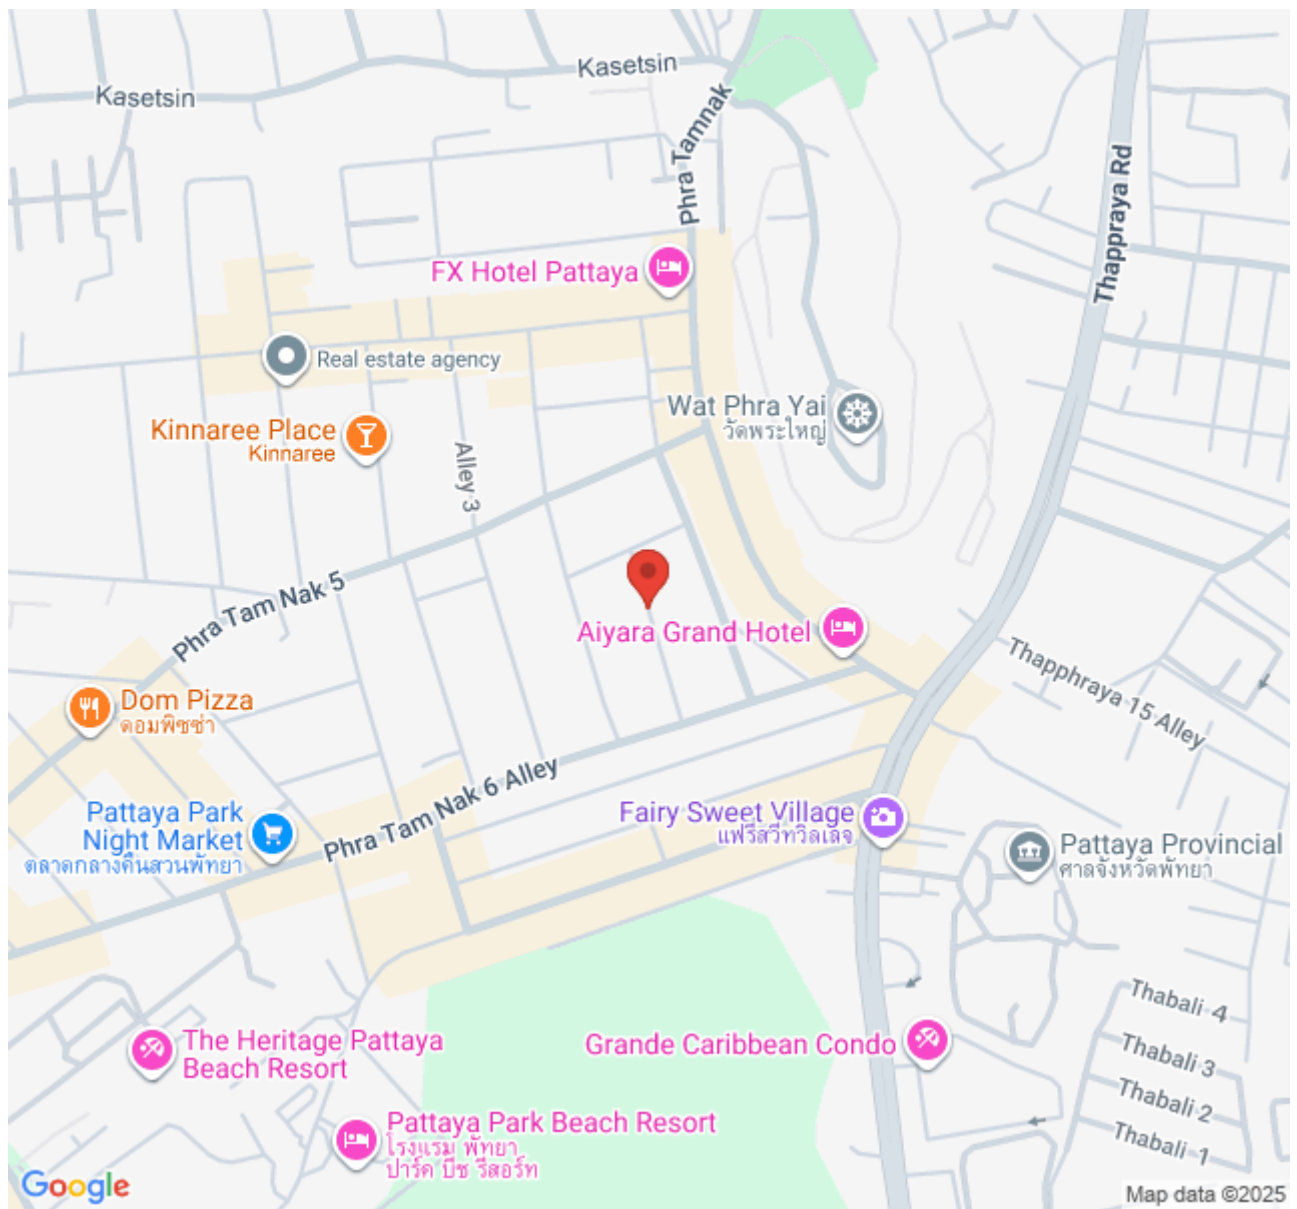 Kasetsin
Kasetsin
Phra Tamnak
Thappraya Rd
FX Hotel Pattaya
Real estate agency
Wat Phra Yai
วัดพระใหญ่
Kinnaree Place
Kinnaree
Alley 3
Phra Tam Nak 5
Aiyara Grand Hotel
Thapphraya 15 Alley
Dom Pizza
ดอมพิซซ่า
Phra Tam Nak 6 Alley
Pattaya Park
Night Market
ตลาดกลางคืนสวนพัทยา
Fairy Sweet Village
แฟรี่สวีทวิลเลจ
Pattaya Provincial
ศาลจังหวัดพัทยา
Thabali 4
Thabali 3
Thabali 2
Thabali 1
The Heritage Pattaya
Beach Resort
Grande Caribbean Condo
Pattaya Park Beach Resort
โรงแรม พัทยา
ปาร์ค บีช รีสอร์ท
Google
Map data ©2025